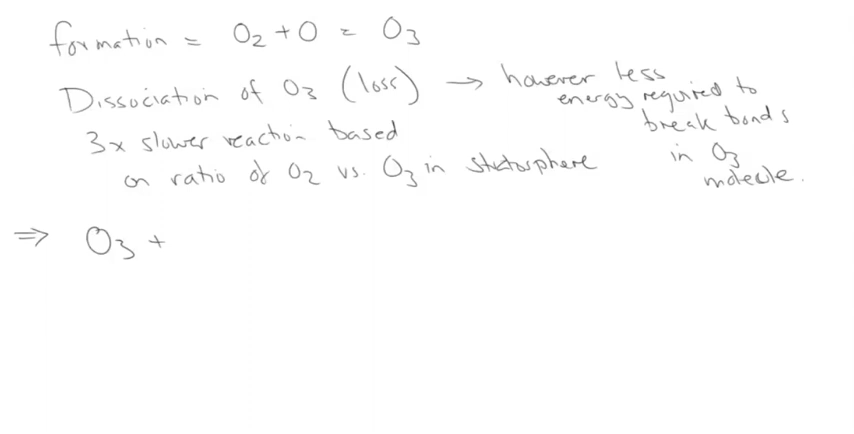 formation = O2 + O = O3
Dissociation of O3 (loss) → however less
energy required to
break bonds
in O3
molecule.
3x slower reaction based
on ratio of O2 vs. O3 in stratosphere
⇒ O3 +